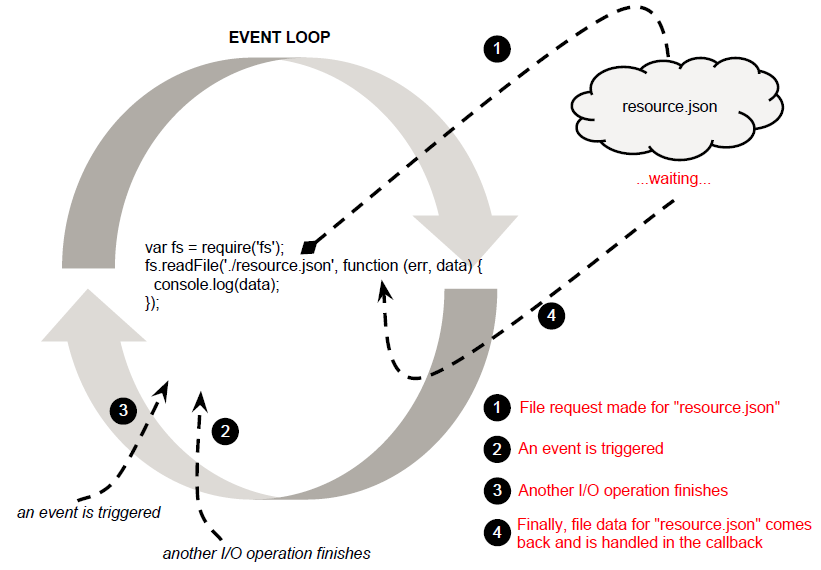 EVENT LOOP
1
resource.json
...waiting...
var fs = require('fs');
fs.readFile('./resource.json', function (err, data) {
console.log(data);
});
4
3
2
an event is triggered
another I/O operation finishes
1 File request made for "resource.json"
2 An event is triggered
3 Another I/O operation finishes
4 Finally, file data for "resource.json" comes
back and is handled in the callback